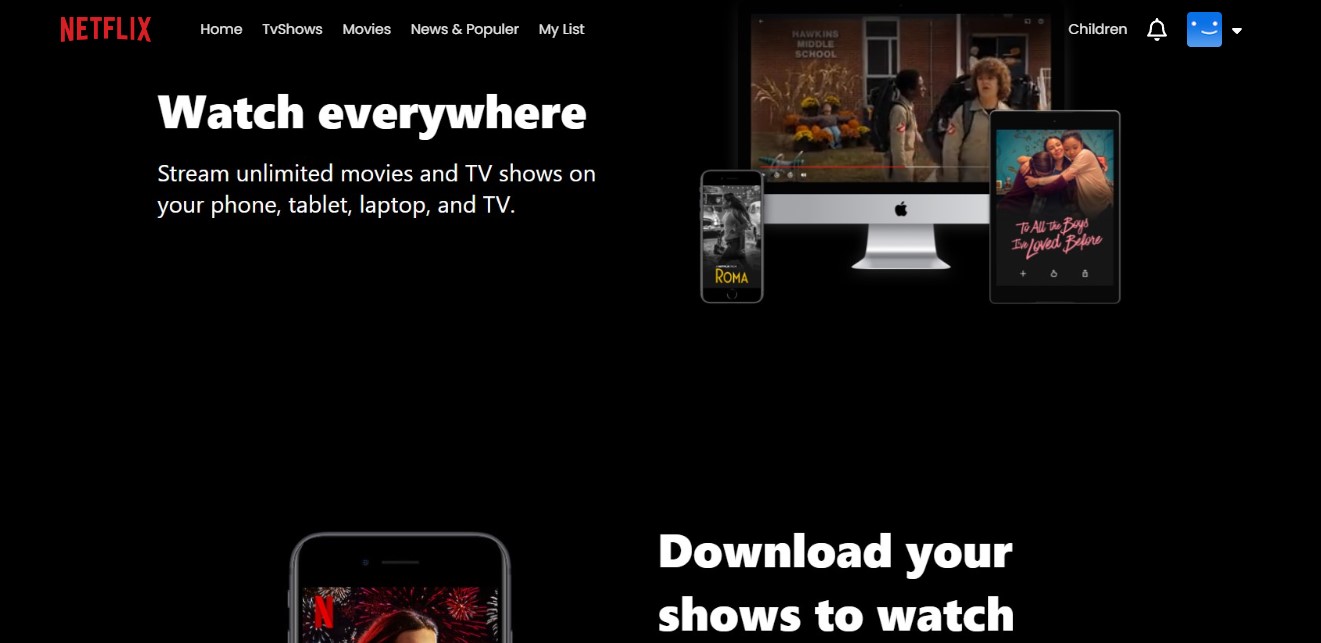 NETFLIX
Home
TvShows
Movies
News & Populer
My List
Children
HAWKINS
MIDDLE
SCHOOL
Watch everywhere
Stream unlimited movies and TV shows on
your phone, tablet, laptop, and TV.
ROMA
To All the Boys
I've Loved Before
N
Download your
shows to watch